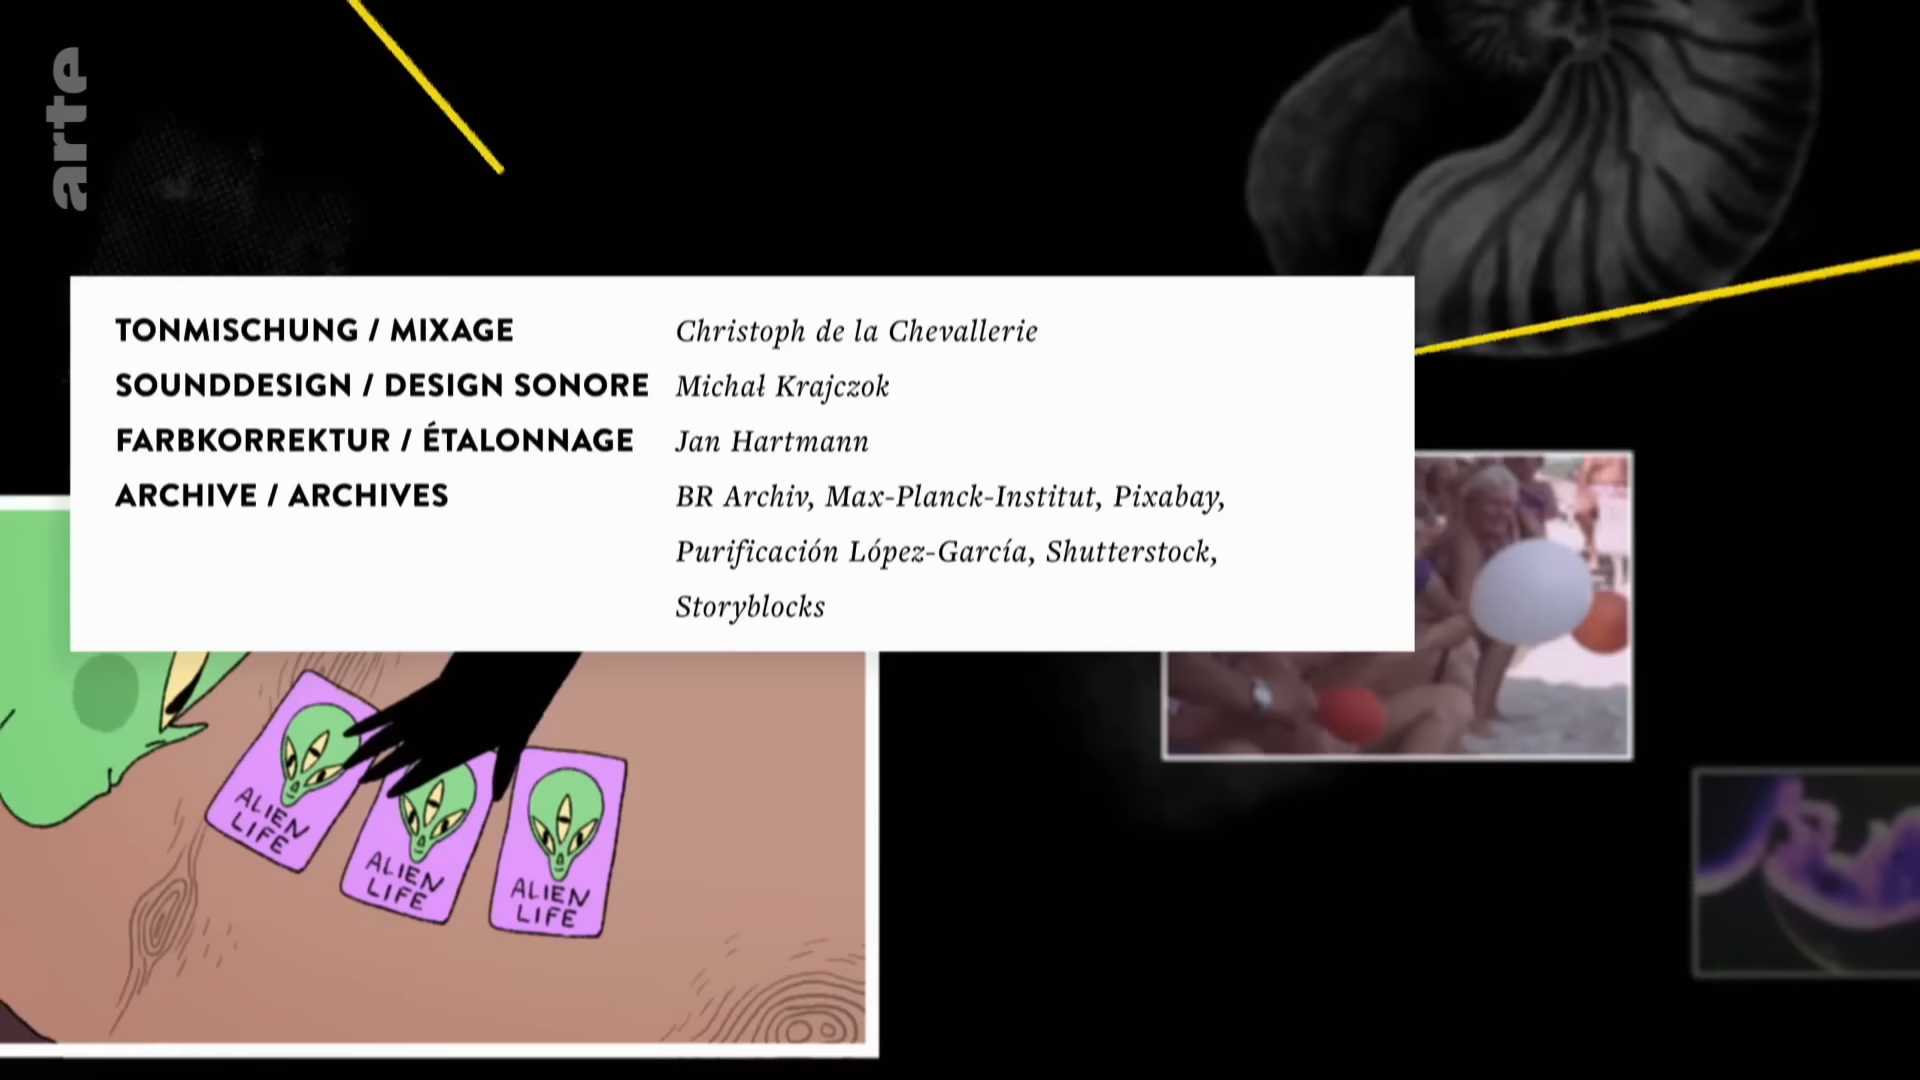 arte
TONMISCHUNG / MIXAGE Christoph de la Chevallerie
SOUNDDESIGN / DESIGN SONORE Michał Krajczok
FARBKORREKTUR / ÉTALONNAGE Jan Hartmann
ARCHIVE / ARCHIVES BR Archiv, Max-Planck-Institut, Pixabay,
Purificación López-García, Shutterstock,
Storyblocks
ALIEN
LIFE
ALIEN
LIFE
ALIEN
LIFE